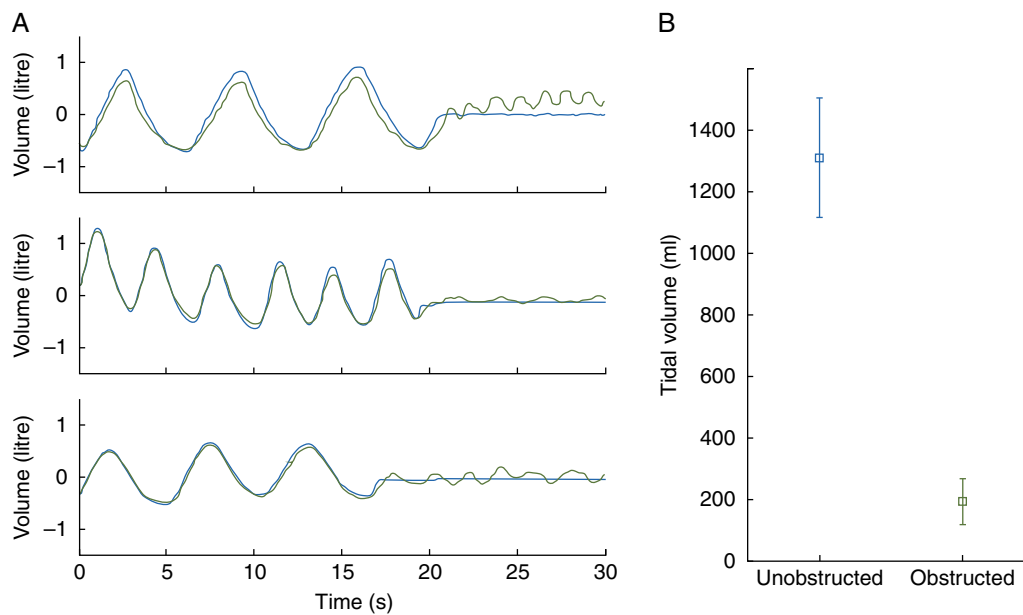 A
Volume (litre)
1
0
–1
Volume (litre)
1
0
–1
Volume (litre)
1
0
–1
0 5 10 15 20 25 30
Time (s)
B
Tidal volume (ml)
1400
1200
1000
800
600
400
200
0
Unobstructed Obstructed